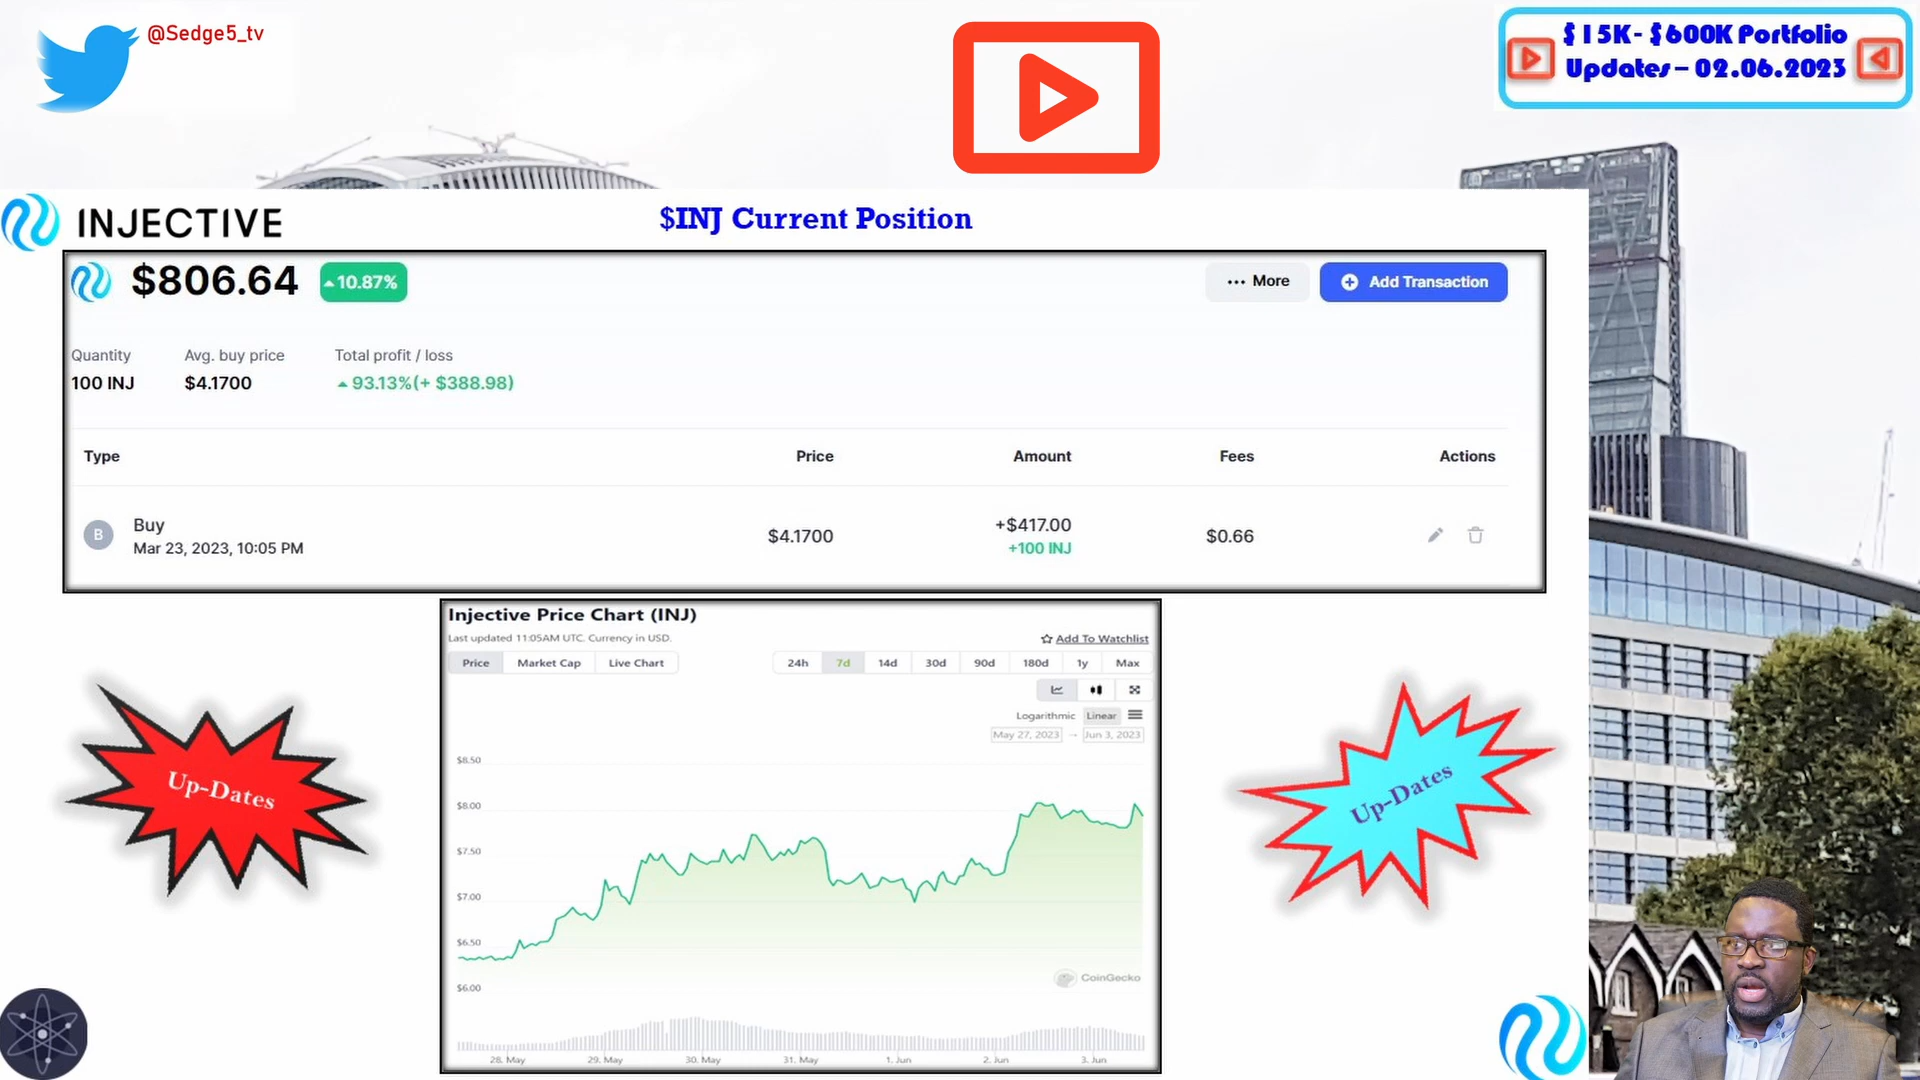 @Sedge5_tv
$15K- $600K Portfolio
Updates – 02.06.2023
INJECTIVE
$INJ Current Position
$806.64
10.87%
More
Add Transaction
Quantity
Avg. buy price
Total profit / loss
100 INJ
$4.1700
93.13%(+ $388.98)
Type
Price
Amount
Fees
Actions
B
Buy
Mar 23, 2023, 10:05 PM
$4.1700
+$417.00
+100 INJ
$0.66
Injective Price Chart (INJ)
Last updated 11:05AM UTC. Currency in USD.
Add To Watchlist
Price
Market Cap
Live Chart
24h
7d
14d
30d
90d
180d
1y
Max
Logarithmic
Linear
May 27, 2023 → Jun 3, 2023
$8.50
$8.00
$7.50
$7.00
$6.50
$6.00
CoinGecko
28. May
29. May
30. May
31. May
1. Jun
2. Jun
3. Jun
Up-Dates
Up-Dates